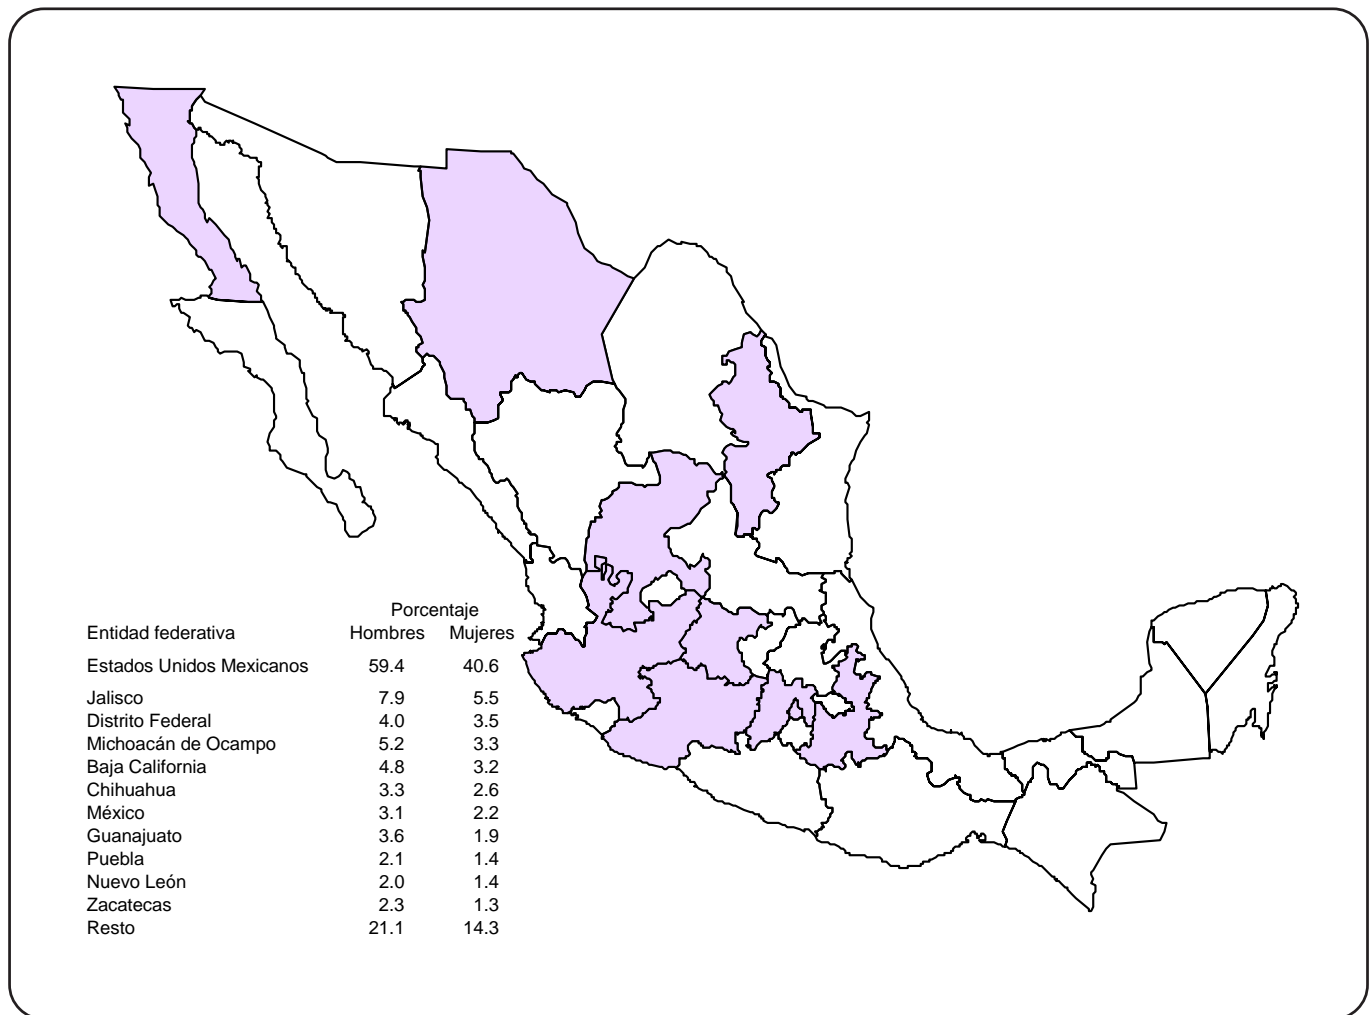 Porcentaje
Entidad federativa Hombres Mujeres
Estados Unidos Mexicanos 59.4 40.6
Jalisco 7.9 5.5
Distrito Federal 4.0 3.5
Michoacán de Ocampo 5.2 3.3
Baja California 4.8 3.2
Chihuahua 3.3 2.6
México 3.1 2.2
Guanajuato 3.6 1.9
Puebla 2.1 1.4
Nuevo León 2.0 1.4
Zacatecas 2.3 1.3
Resto 21.1 14.3